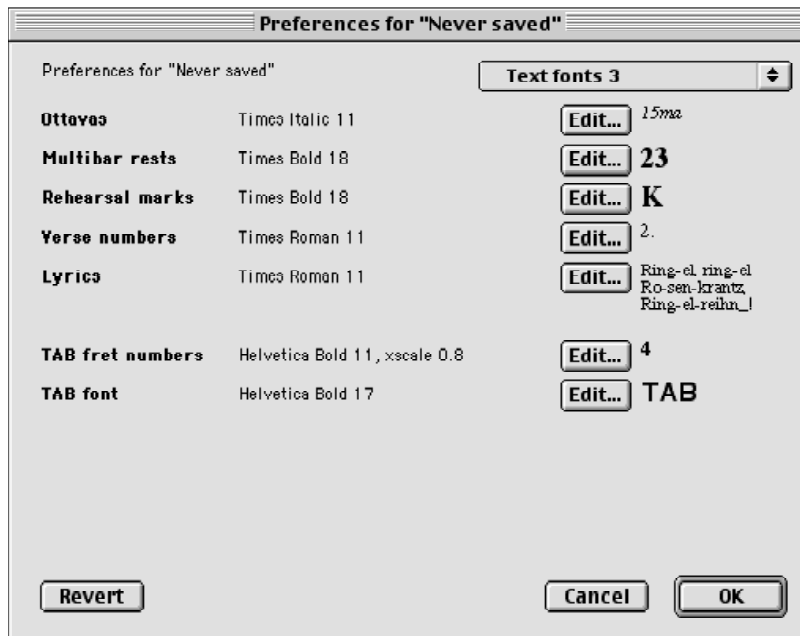 Preferences for "Never saved"
Preferences for "Never saved" Text fonts 3
Ottavas Times Italic 11 Edit... 15ma
Multibar rests Times Bold 18 Edit... 23
Rehearsal marks Times Bold 18 Edit... K
Verse numbers Times Roman 11 Edit... 2.
Lyrics Times Roman 11 Edit... Ring-el, ring-el
Ro-sen-krantz,
Ring-el-reihn_!
TAB fret numbers Helvetica Bold 11, xscale 0.8 Edit... 4
TAB font Helvetica Bold 17 Edit... TAB
Revert Cancel OK